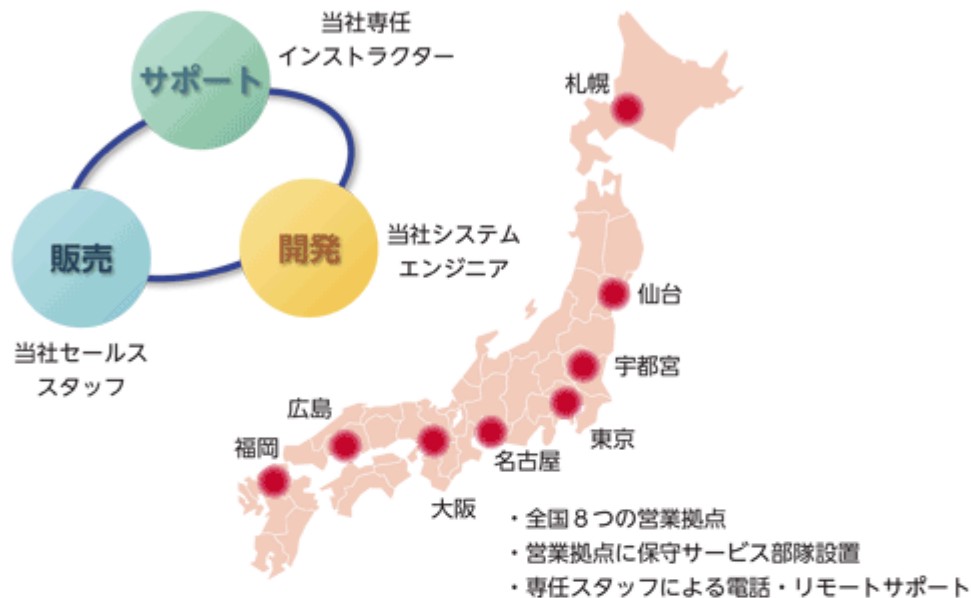 当社専任
インストラクター
サポート
開発
当社システム
エンジニア
販売
当社セールス
スタッフ
札幌
仙台
宇都宮
東京
名古屋
大阪
広島
福岡
・全国8つの営業拠点
・営業拠点に保守サービス部隊設置
・専任スタッフによる電話・リモートサポート